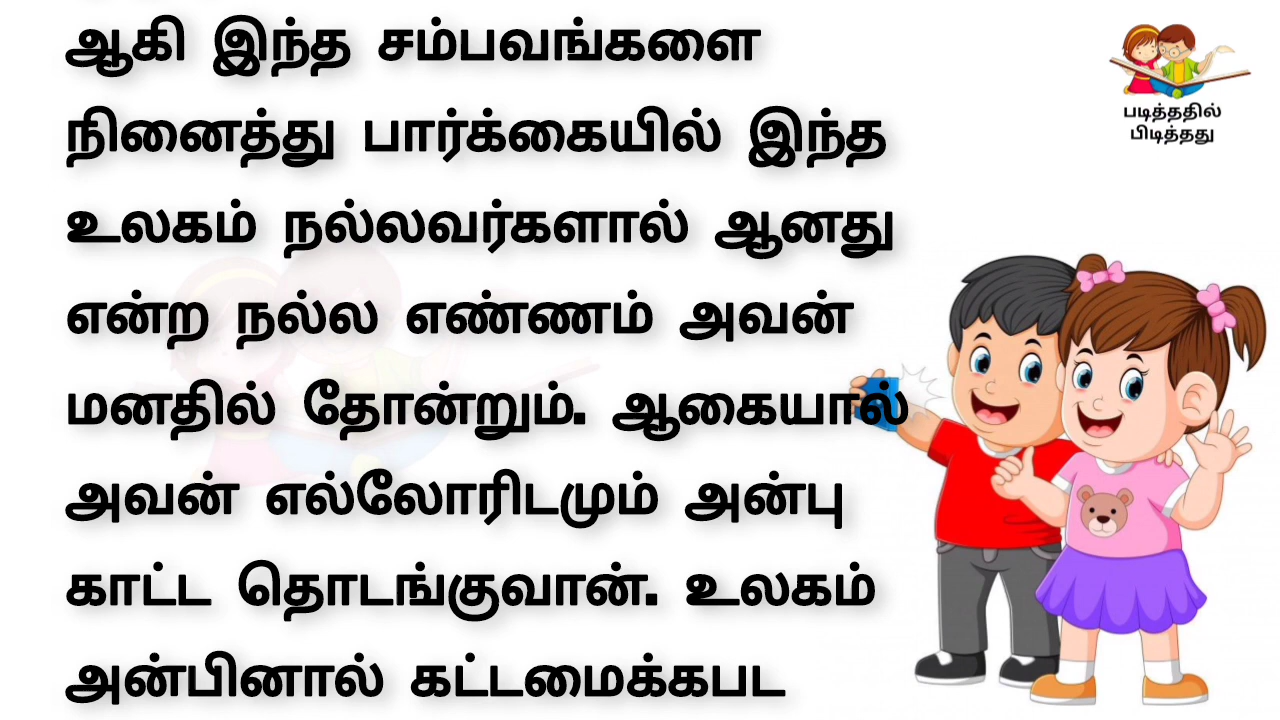 ஆகி இந்த சம்பவங்களை
நினைத்து பார்க்கையில் இந்த
உலகம் நல்லவர்களால் ஆனது
என்ற நல்ல எண்ணம் அவன்
மனதில் தோன்றும். ஆகையால்
அவன் எல்லோரிடமும் அன்பு
காட்ட தொடங்குவான். உலகம்
அன்பினால் கட்டமைக்கபட
படித்ததில்
பிடித்தது